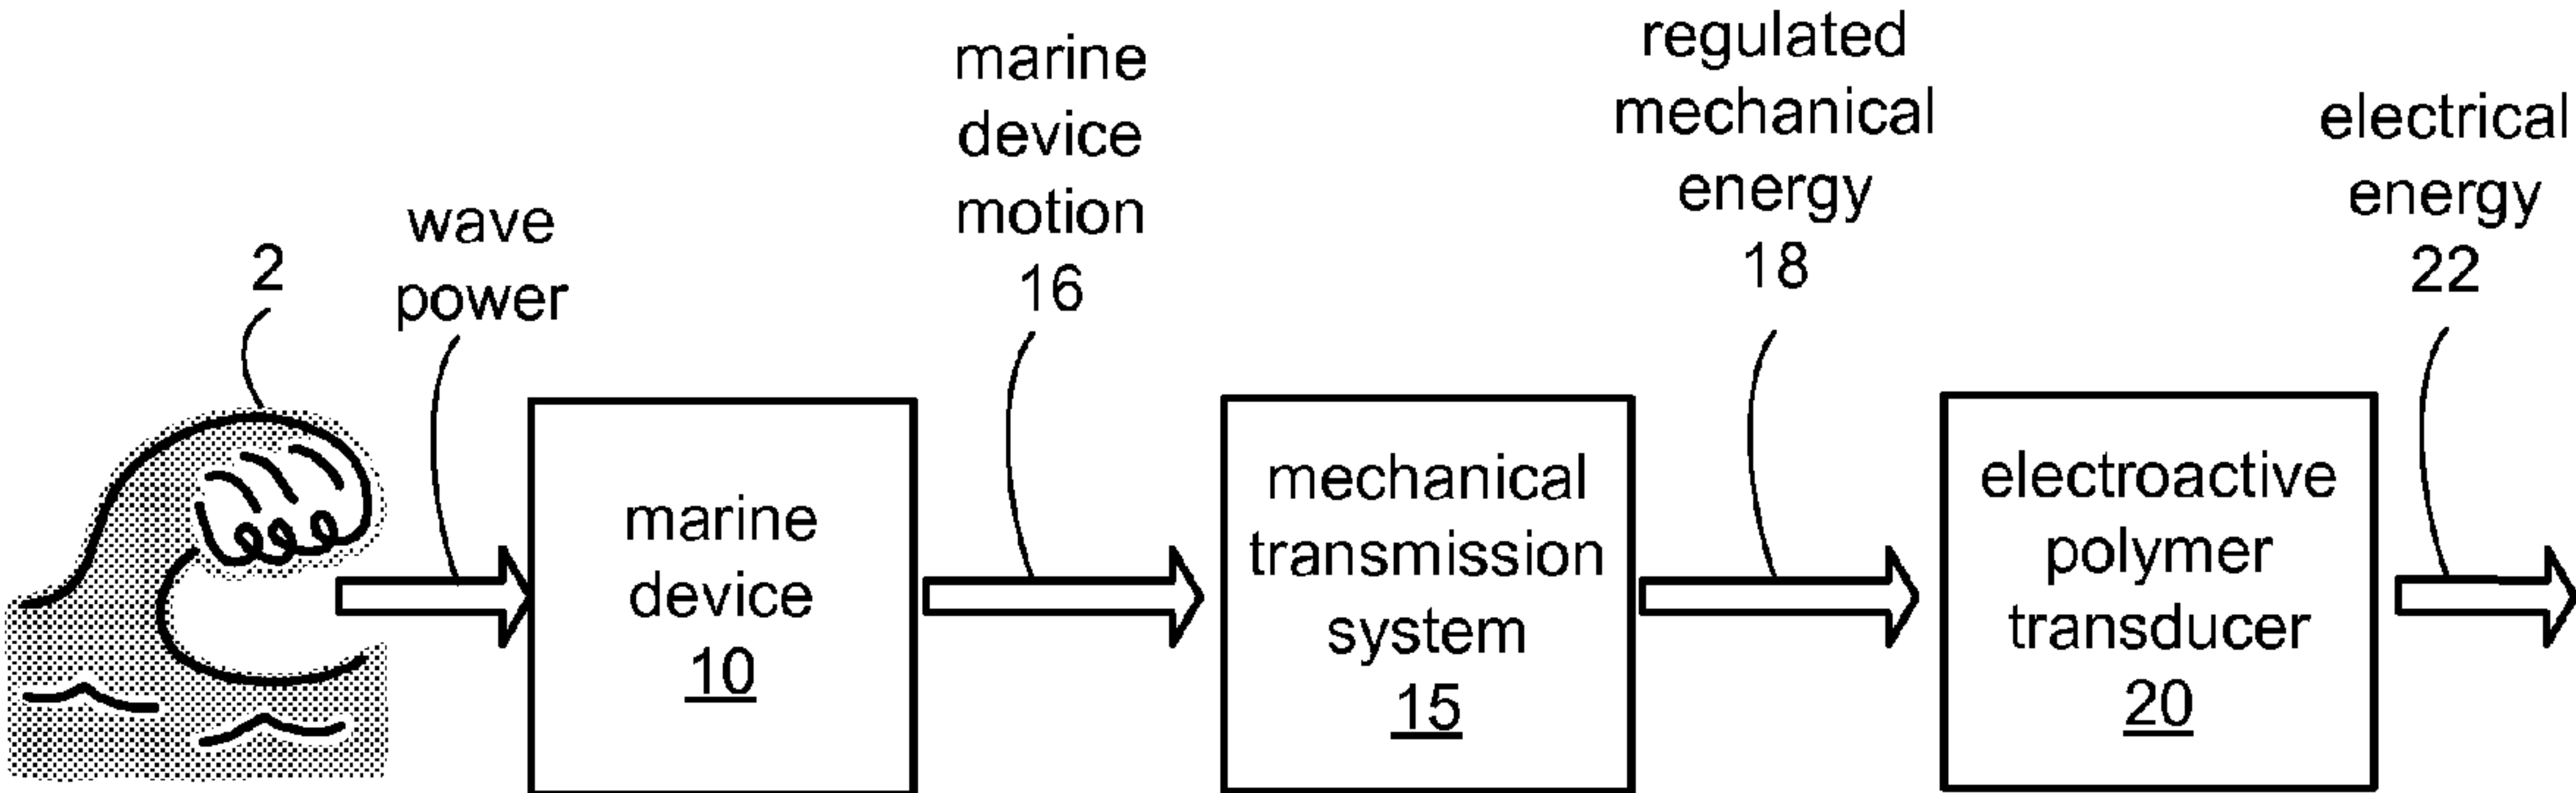 2
wave
power
marine
device
motion
16
regulated
mechanical
energy
18
electrical
energy
22
marine
device
10
mechanical
transmission
system
15
electroactive
polymer
transducer
20